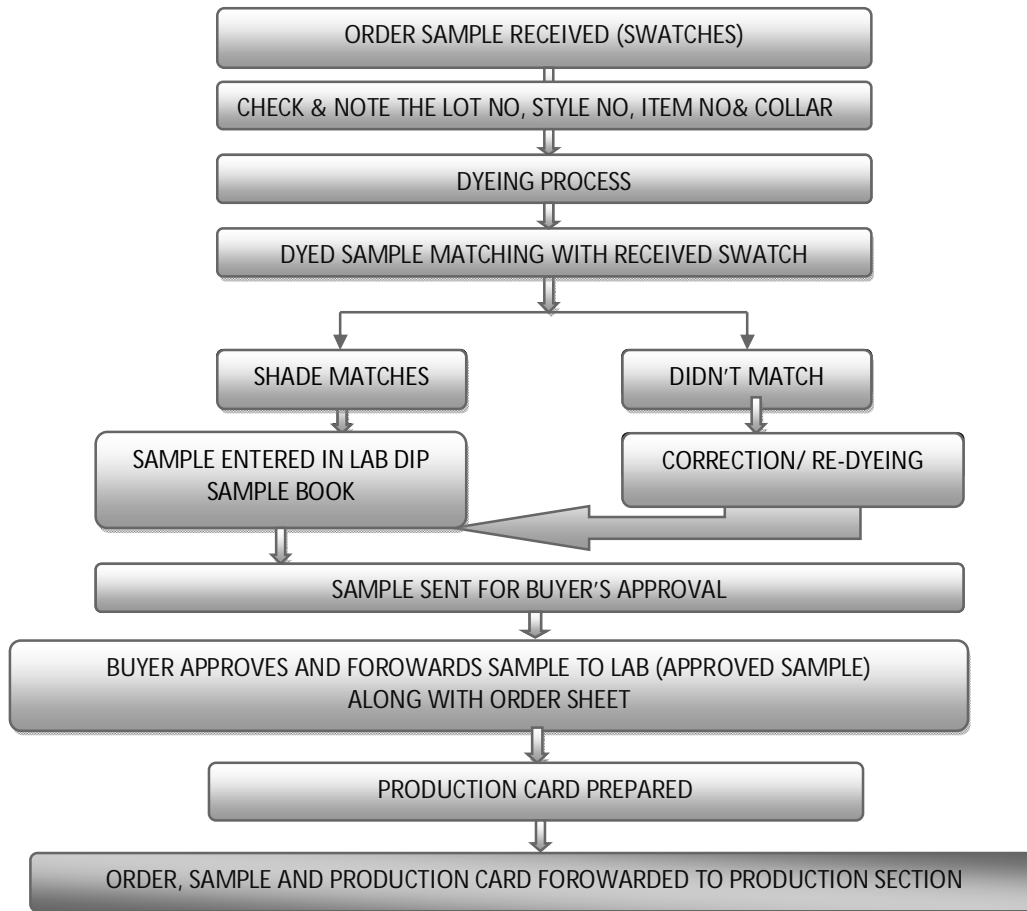 ORDER SAMPLE RECEIVED (SWATCHES)
CHECK & NOTE THE LOT NO, STYLE NO, ITEM NO& COLLAR
DYEING PROCESS
DYED SAMPLE MATCHING WITH RECEIVED SWATCH
SHADE MATCHES
DIDN'T MATCH
SAMPLE ENTERED IN LAB DIP
SAMPLE BOOK
CORRECTION/ RE-DYEING
SAMPLE SENT FOR BUYER'S APPROVAL
BUYER APPROVES AND FOROWARDS SAMPLE TO LAB (APPROVED SAMPLE)
ALONG WITH ORDER SHEET
PRODUCTION CARD PREPARED
ORDER, SAMPLE AND PRODUCTION CARD FOROWARDED TO PRODUCTION SECTION